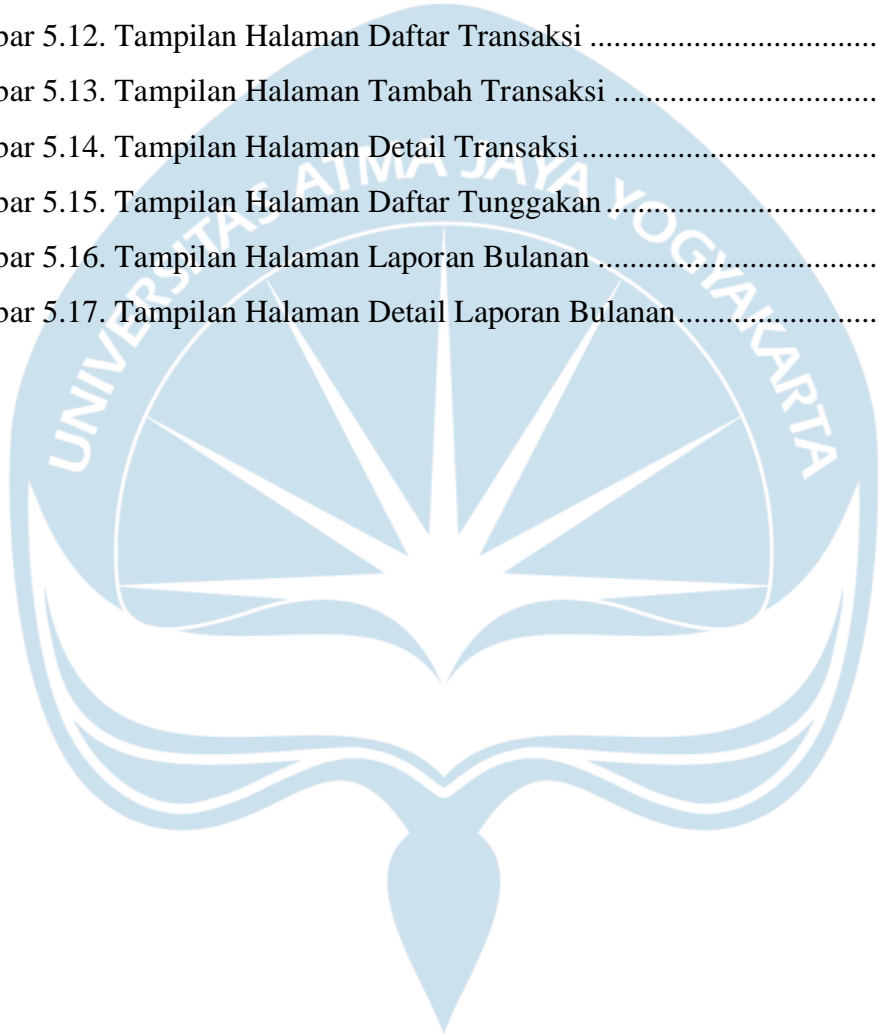 bar 5.12. Tampilan Halaman Daftar Transaksi ................................
bar 5.13. Tampilan Halaman Tambah Transaksi .............................
bar 5.14. Tampilan Halaman Detail Transaksi.................................
bar 5.15. Tampilan Halaman Daftar Tunggakan ..............................
bar 5.16. Tampilan Halaman Laporan Bulanan ...............................
bar 5.17. Tampilan Halaman Detail Laporan Bulanan......................
UNIVERSITAS ATMA JAYA YOGYAKARTA